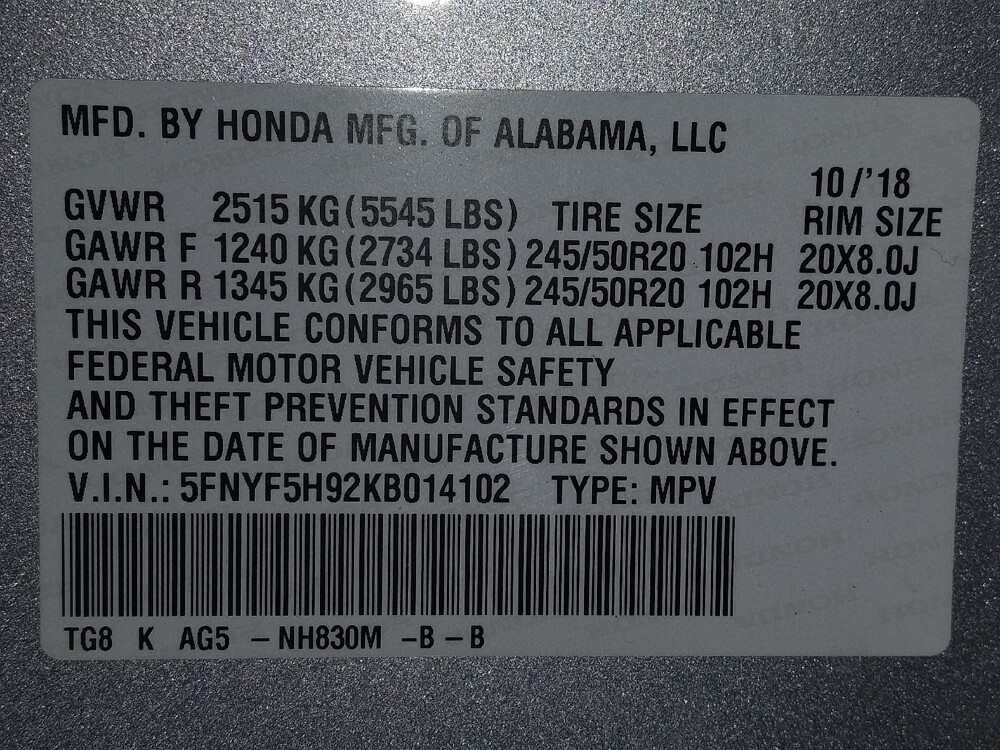 MFD. BY HONDA MFG. OF ALABAMA, LLC
10/'18
GVWR 2515 KG (5545 LBS) TIRE SIZE RIM SIZE
GAWR F 1240 KG (2734 LBS) 245/50R20 102H 20X8.0J
GAWR R 1345 KG (2965 LBS) 245/50R20 102H 20X8.0J
THIS VEHICLE CONFORMS TO ALL APPLICABLE
FEDERAL MOTOR VEHICLE SAFETY
AND THEFT PREVENTION STANDARDS IN EFFECT
ON THE DATE OF MANUFACTURE SHOWN ABOVE.
V.I.N.: 5FNYF5H92KB014102 TYPE: MPV
TG8 K AG5 – NH830M – B – B